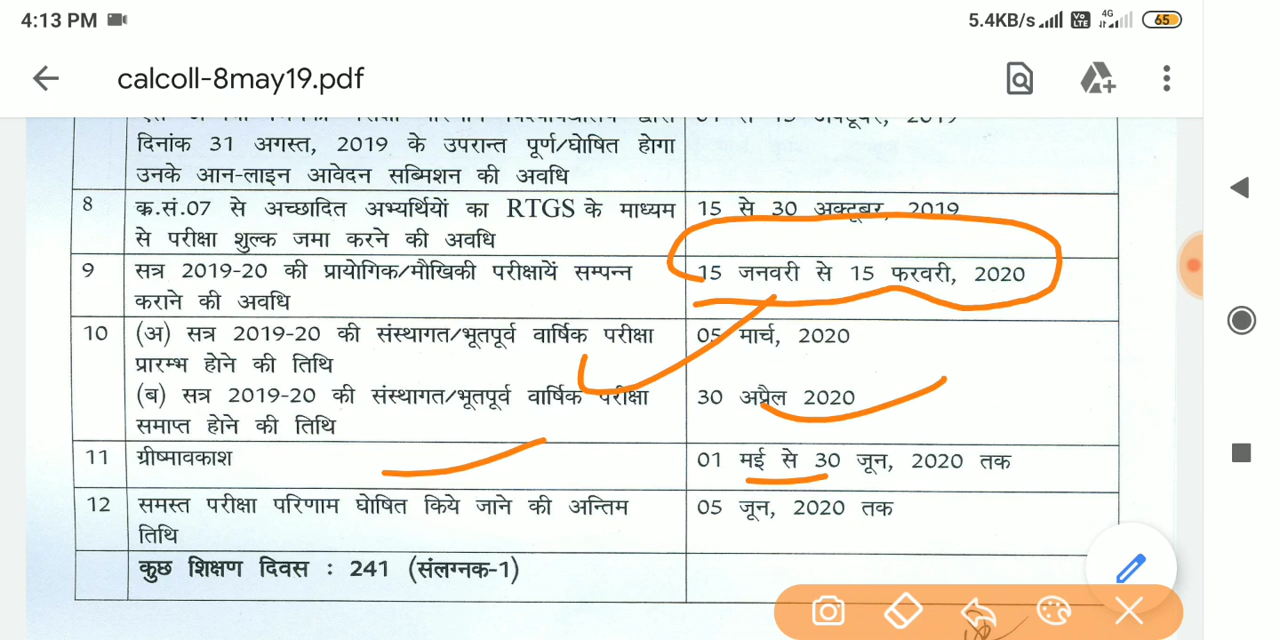 4:13 PM 5.4KB/s Vo LTE 4G 65
calcoll-8may19.pdf
दिनांक 31 अगस्त, 2019 के उपरान्त पूर्ण/घोषित होगा
उनके आन-लाइन आवेदन सब्मिशन की अवधि
8 क्र.सं.07 से अच्छादित अभ्यर्थियों का RTGS के माध्यम 15 से 30 अक्टूबर, 2019
से परीक्षा शुल्क जमा करने की अवधि
9 सत्र 2019-20 की प्रायोगिक/मौखिकी परीक्षायें सम्पन्न 15 जनवरी से 15 फरवरी, 2020
कराने की अवधि
10 (अ) सत्र 2019-20 की संस्थागत/भूतपूर्व वार्षिक परीक्षा 05 मार्च, 2020
प्रारम्भ होने की तिथि
(ब) सत्र 2019-20 की संस्थागत/भूतपूर्व वार्षिक परीक्षा 30 अप्रैल 2020
समाप्त होने की तिथि
11 ग्रीष्मावकाश 01 मई से 30 जून, 2020 तक
12 समस्त परीक्षा परिणाम घोषित किये जाने की अन्तिम 05 जून, 2020 तक
तिथि
कुछ शिक्षण दिवस : 241 (संलग्नक-1)